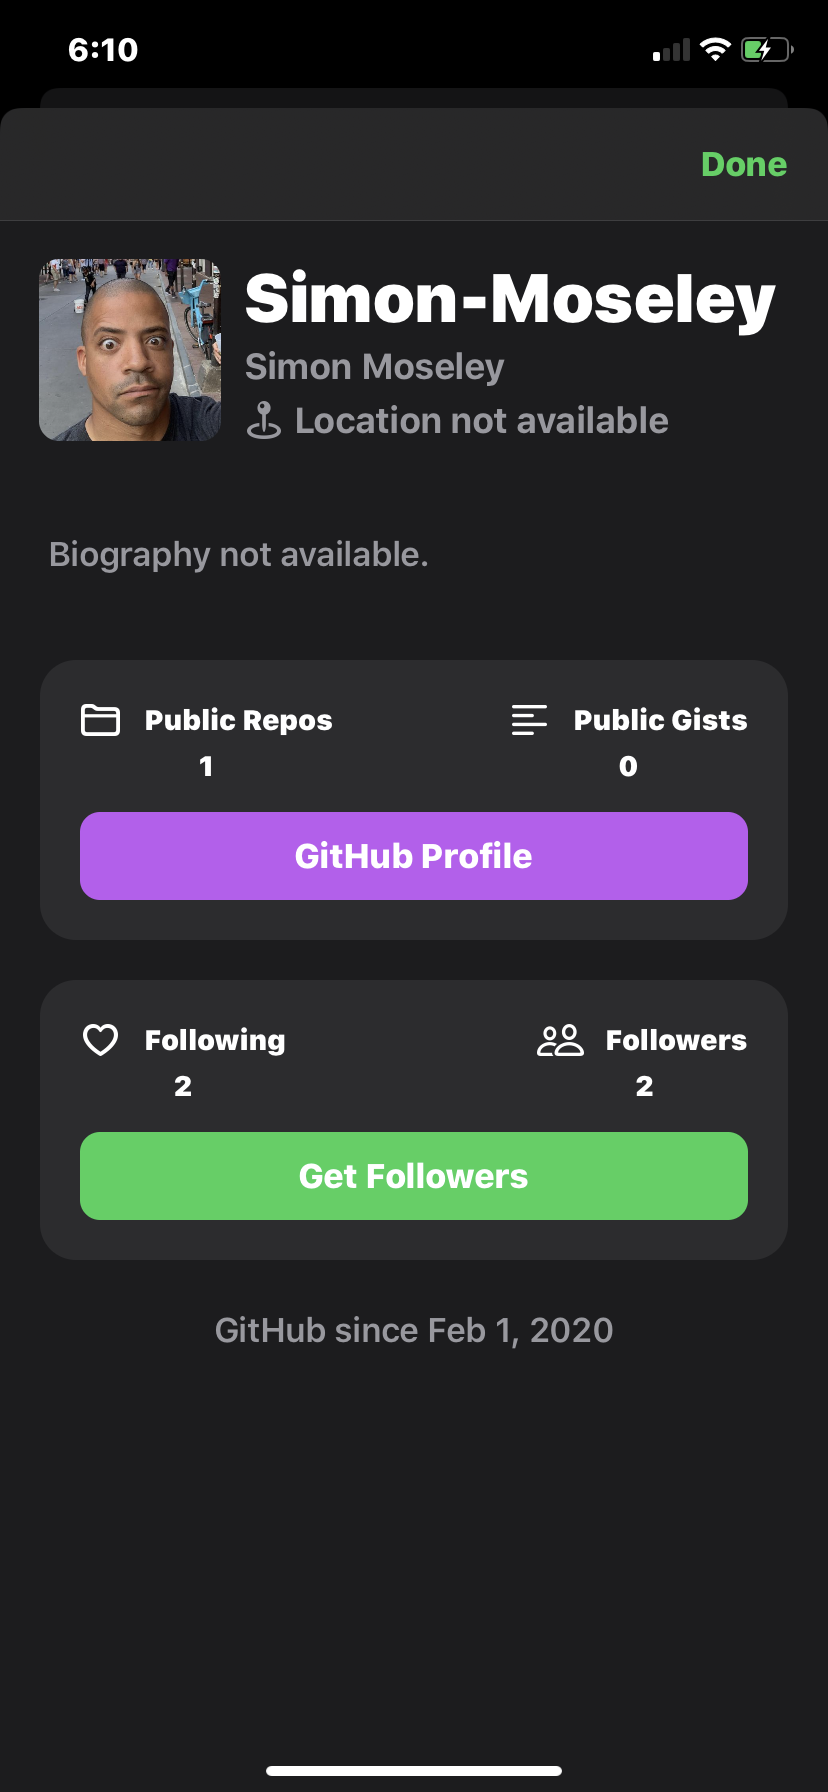 6:10
Done
Simon-Moseley
Simon Moseley
Location not available
Biography not available.
Public Repos
1
Public Gists
0
GitHub Profile
Following
2
Followers
2
Get Followers
GitHub since Feb 1, 2020